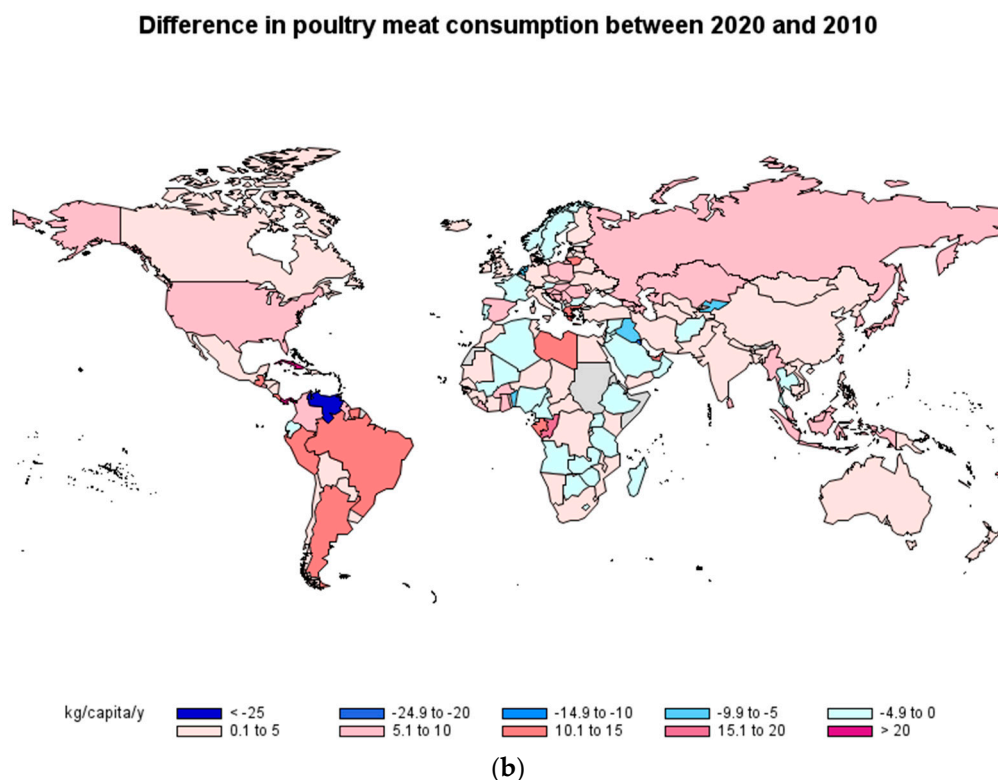 Difference in poultry meat consumption between 2020 and 2010
kg/capita/y < -25 -24.9 to -20 -14.9 to -10 -9.9 to -5 -4.9 to 0
0.1 to 5 5.1 to 10 10.1 to 15 15.1 to 20 > 20
(b)